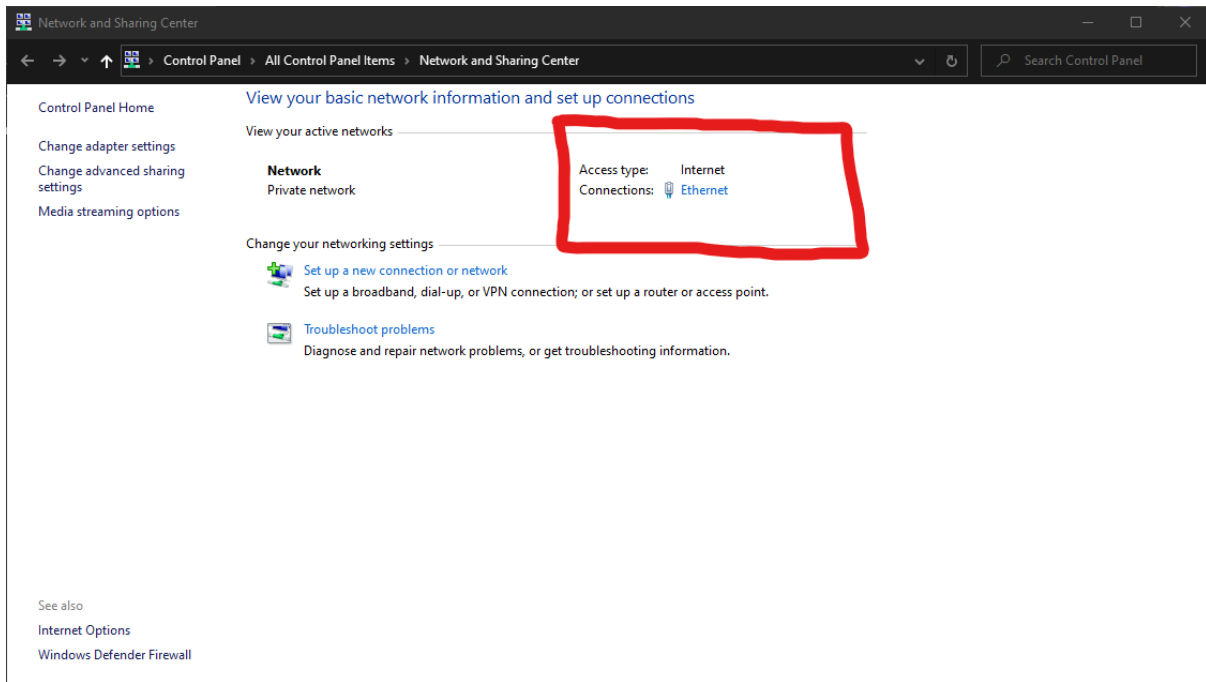 Network and Sharing Center
Control Panel > All Control Panel Items > Network and Sharing Center
Search Control Panel
Control Panel Home
Change adapter settings
Change advanced sharing
settings
Media streaming options
View your basic network information and set up connections
View your active networks
Network
Private network
Access type: Internet
Connections: Ethernet
Change your networking settings
Set up a new connection or network
Set up a broadband, dial-up, or VPN connection; or set up a router or access point.
Troubleshoot problems
Diagnose and repair network problems, or get troubleshooting information.
See also
Internet Options
Windows Defender Firewall